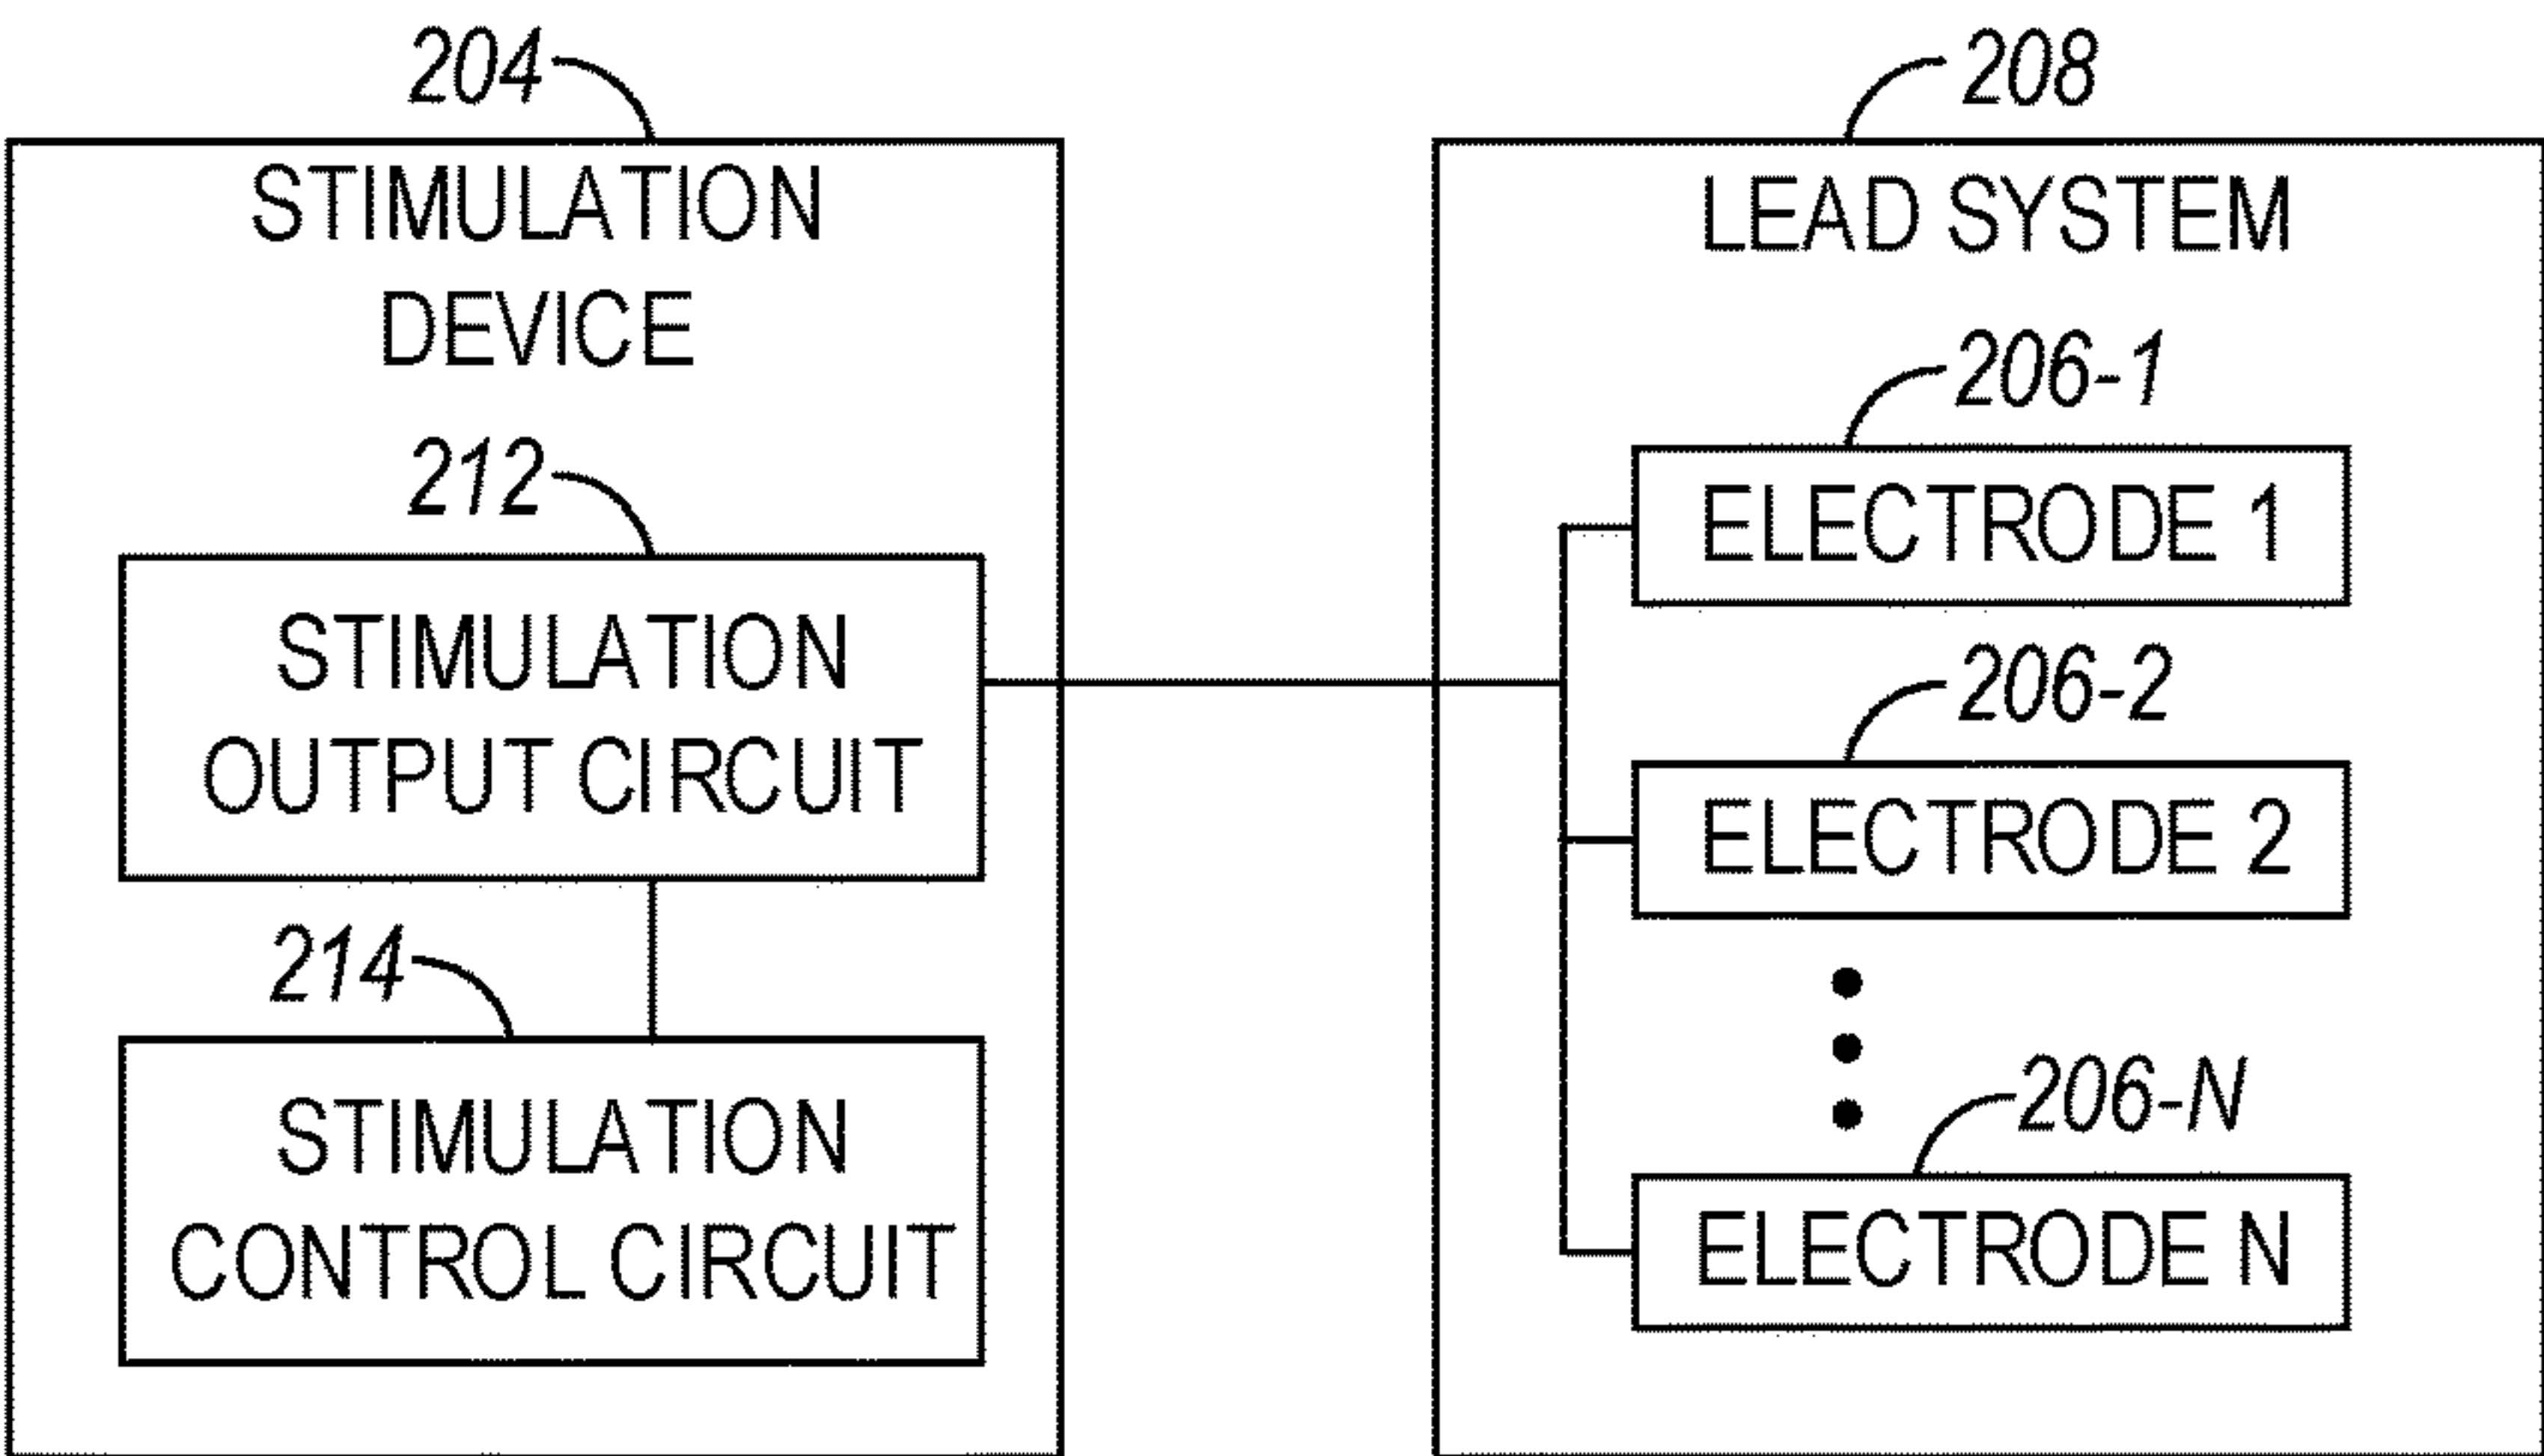 204
STIMULATION
DEVICE
212
STIMULATION
OUTPUT CIRCUIT
214
STIMULATION
CONTROL CIRCUIT
208
LEAD SYSTEM
206-1
ELECTRODE 1
206-2
ELECTRODE 2
206-N
ELECTRODE N